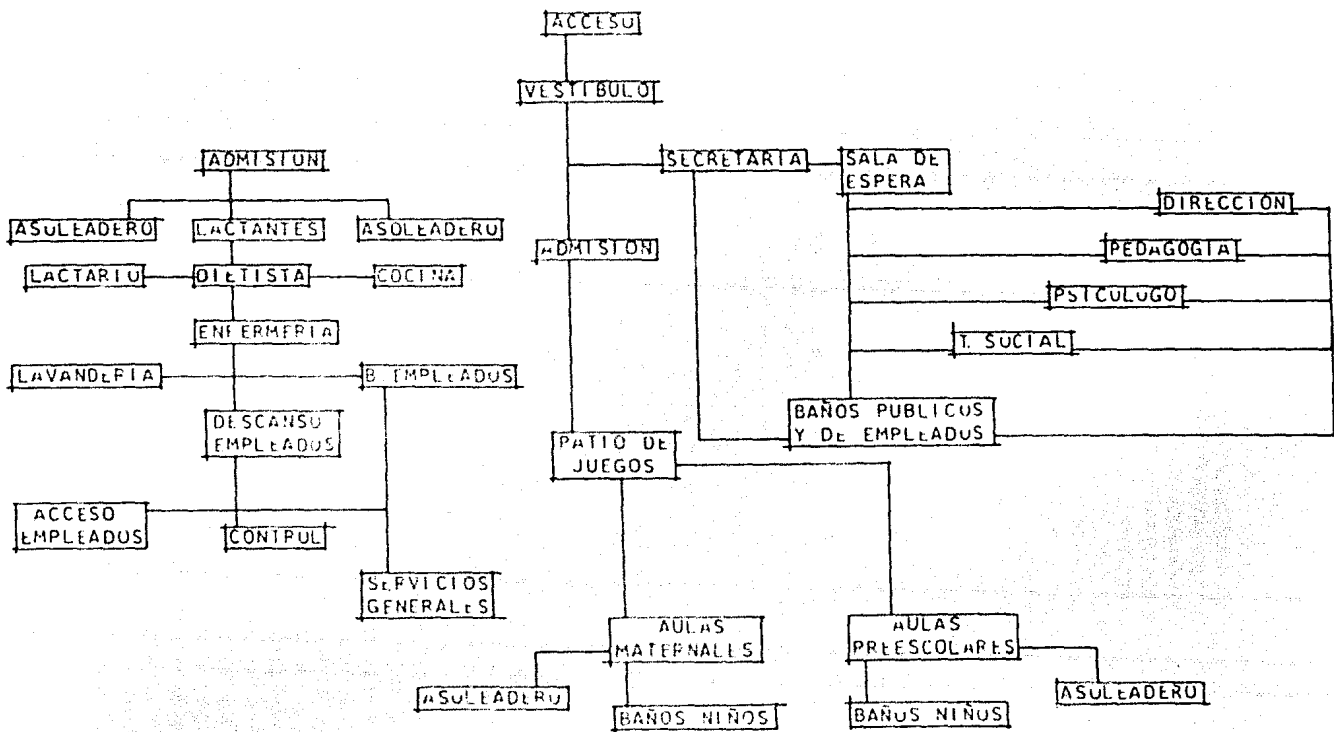 ACCESO
VESTIBULO
ADMISION
SECRETARIA
SALA DE
ESPERA
DIRECCION
ASOLEADERO
LACTANTES
ASOLEADERO
ADMISION
PEDAGOGIA
LACTARIO
DIETISTA
COCINA
PSICOLOGO
ENFERMERIA
T. SOCIAL
LAVANDERIA
B. EMPLEADOS
DESCANSO
EMPLEADOS
BAÑOS PUBLICOS
Y DE EMPLEADOS
PATIO DE
JUEGOS
ACCESO
EMPLEADOS
CONTROL
SERVICIOS
GENERALES
AULAS
MATERNALES
AULAS
PREESCOLARES
ASOLEADERO
BAÑOS NIÑOS
BAÑOS NIÑOS
ASOLEADERO